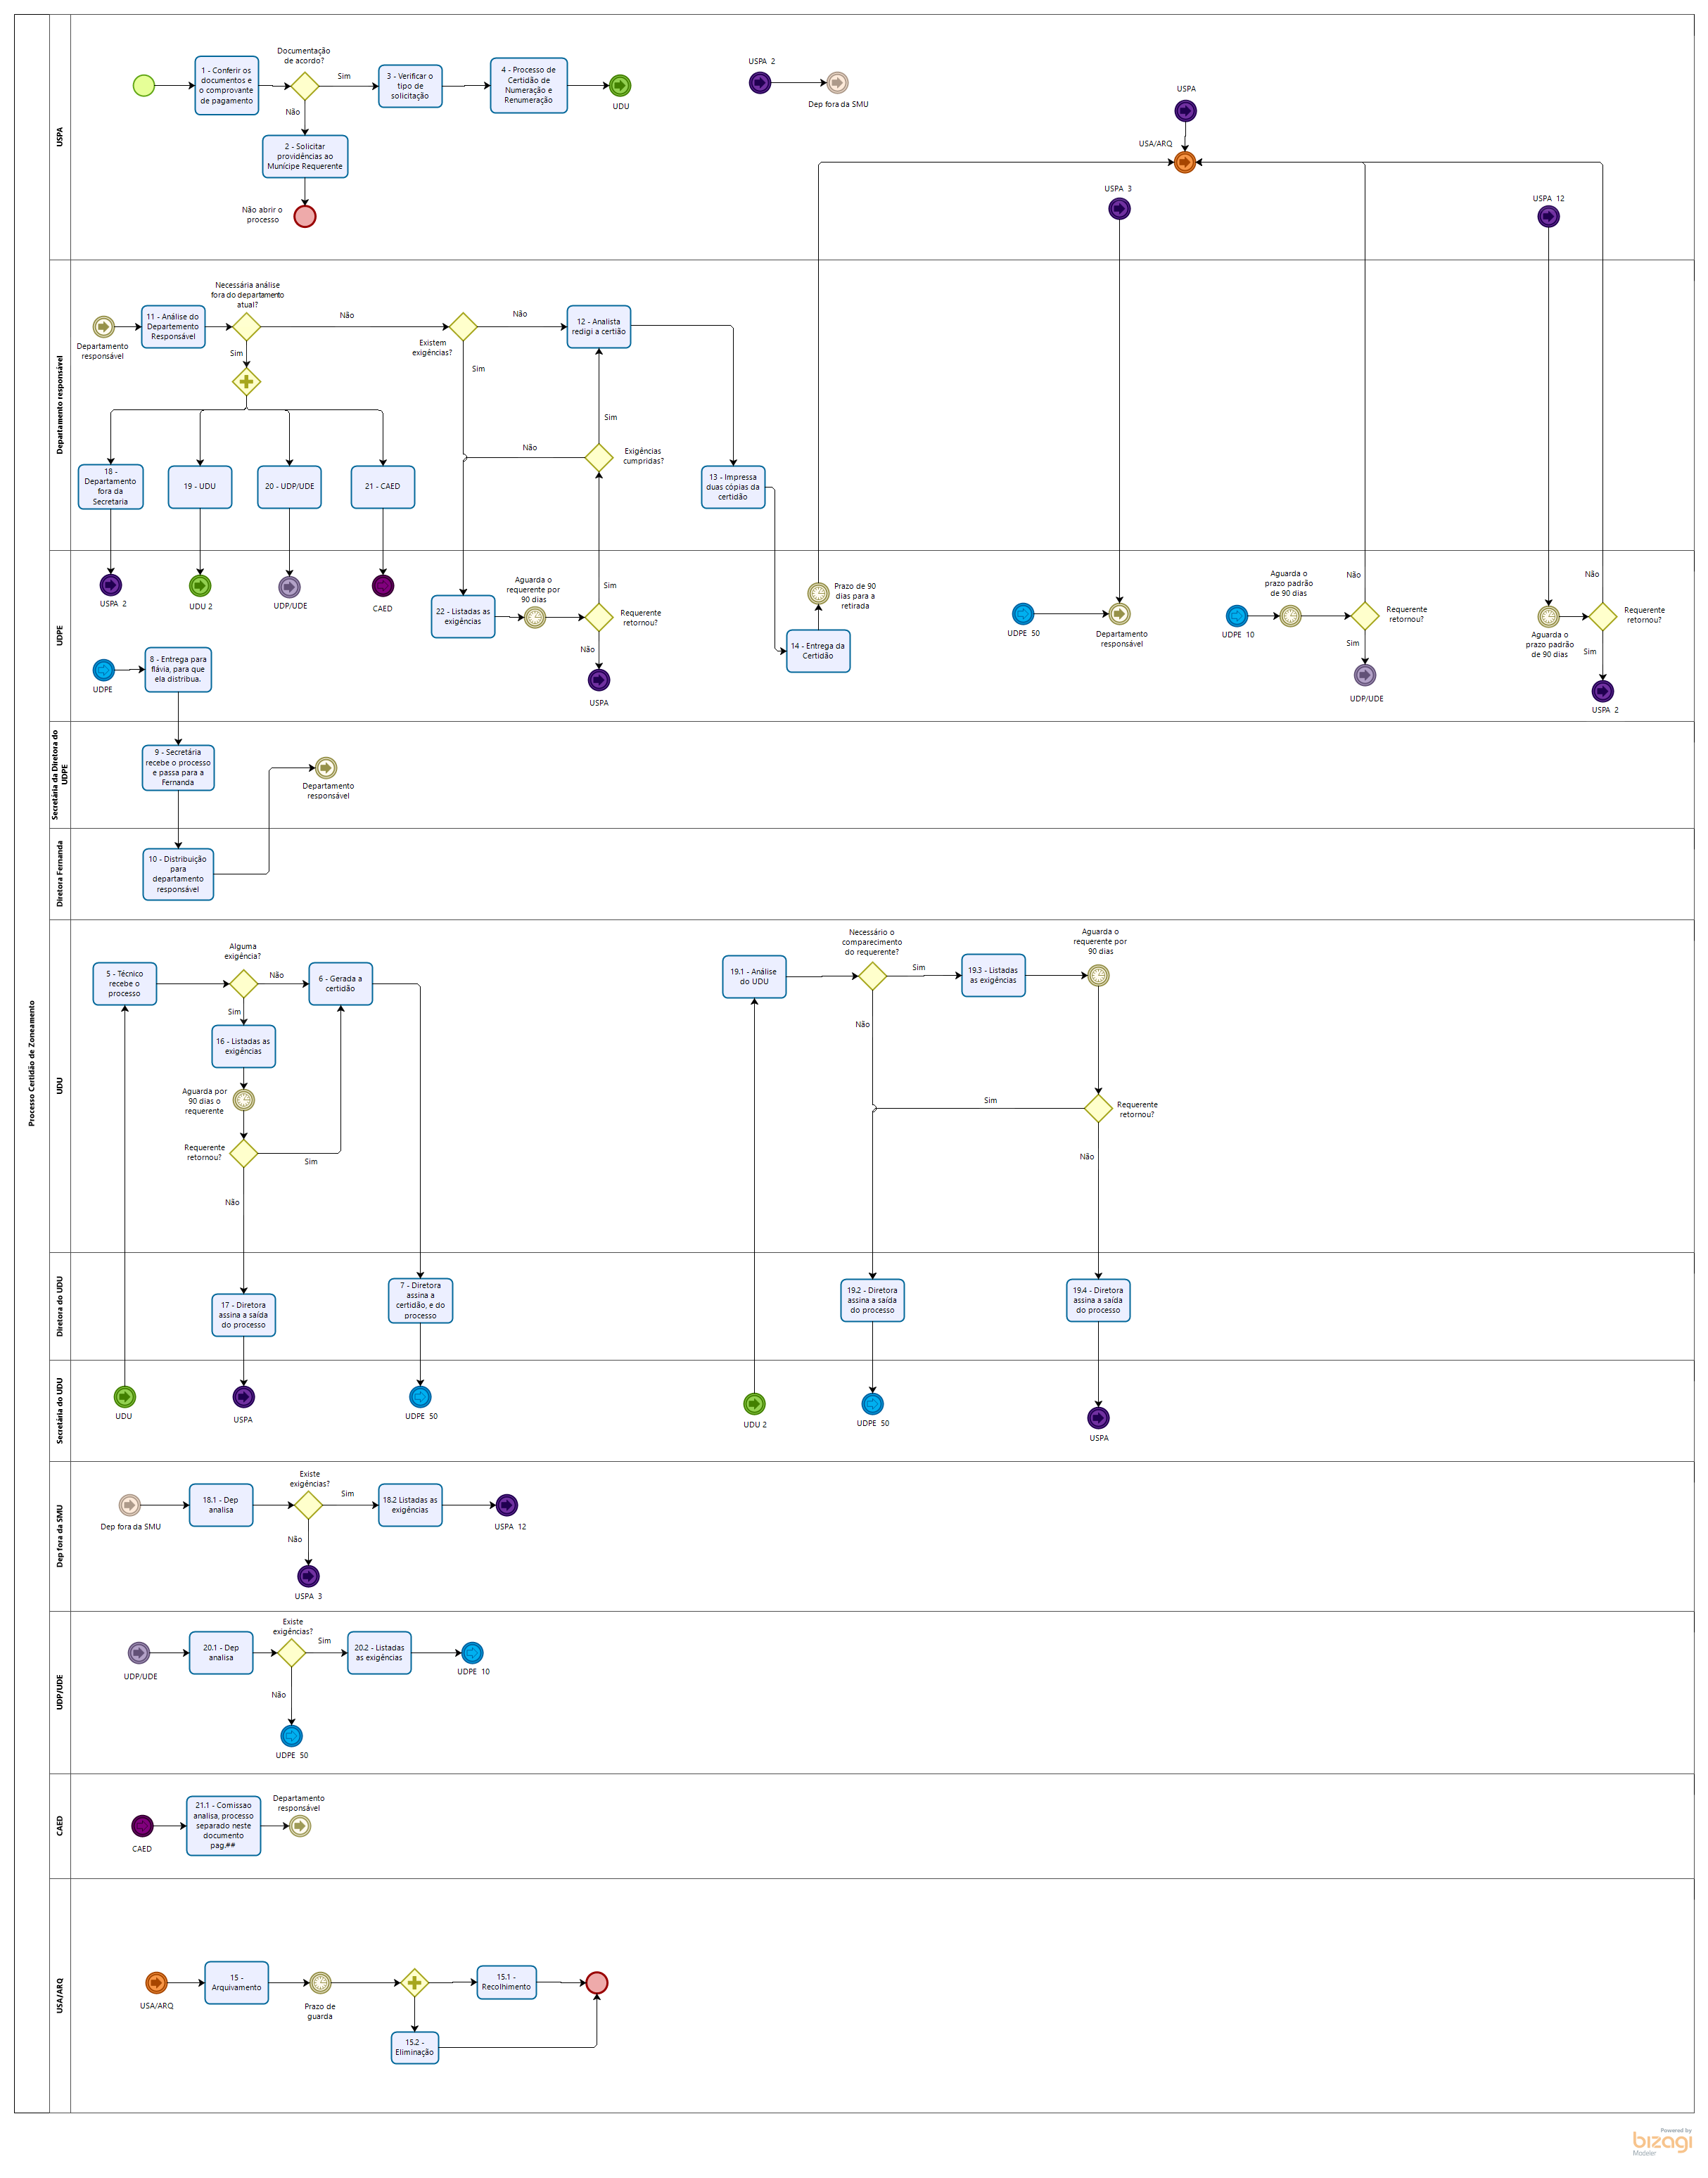 Processo Certidão de Zoneamento
USPA
1 - Conferir os
documentos e
o comprovante
de pagamento
Documentação
de acordo?
Sim
Não
3 - Verificar o
tipo de
solicitação
4 - Processo de
Certidão de
Numeração e
Renumeração
UDU
2 - Solicitar
providências ao
Munícipe Requerente
Não abrir o
processo
USPA 2
Dep fora da SMU
USPA
USA/ARQ
USPA 3
USPA 12
Departamento responsável
Departamento
responsável
11 - Análise do
Departemento
Responsável
Necessária análise
fora do departamento
atual?
Não
Sim
Existem
exigências?
Não
Sim
12 - Analista
redigi a certião
Sim
Não
Exigências
cumpridas?
18 -
Departamento
fora da
Secretaria
19 - UDU
20 - UDP/UDE
21 - CAED
13 - Impressa
duas cópias da
certidão
UDPE
USPA 2
UDU 2
UDP/UDE
CAED
22 - Listadas as
exigências
Aguarda o
requerente por
90 dias
Sim
Requerente
retornou?
Não
USPA
Prazo de 90
dias para a
retirada
14 - Entrega da
Certidão
UDPE 50
Departamento
responsável
UDPE 10
Aguarda o
prazo padrão
de 90 dias
Não
Requerente
retornou?
Sim
UDP/UDE
Aguarda o
prazo padrão
de 90 dias
Não
Requerente
retornou?
Sim
USPA 2
UDPE
8 - Entrega para
flávia, para que
ela distribua.
Secretária da Diretora do
UDPE
9 - Secretária
recebe o processo
e passa para a
Fernanda
Departamento
responsável
Diretora Fernanda
10 - Distribuição
para
departamento
responsável
UDU
5 - Técnico
recebe o
processo
Alguma
exigência?
Não
Sim
6 - Gerada a
certidão
16 - Listadas as
exigências
Aguarda por
90 dias o
requerente
Requerente
retornou?
Sim
Não
19.1 - Análise
do UDU
Necessário o
comparecimento
do requerente?
Sim
Não
19.3 - Listadas
as exigências
Aguarda o
requerente por
90 dias
Sim
Requerente
retornou?
Não
Diretora do UDU
17 - Diretora
assina a saída
do processo
7 - Diretora
assina a
certidão, e do
processo
19.2 - Diretora
assina a saída
do processo
19.4 - Diretora
assina a saída
do processo
Secretária do UDU
UDU
USPA
UDPE 50
UDU 2
UDPE 50
USPA
Dep fora da SMU
Dep fora da SMU
18.1 - Dep
analisa
Existe
exigências?
Sim
Não
18.2 Listadas as
exigências
USPA 12
USPA 3
UDP/UDE
UDP/UDE
20.1 - Dep
analisa
Existe
exigências?
Sim
Não
20.2 - Listadas
as exigências
UDPE 10
UDPE 50
CAED
CAED
21.1 - Comissao
analisa, processo
separado neste
documento
pag.##
Departamento
responsável
USA/ARQ
USA/ARQ
15 -
Arquivamento
Prazo de
guarda
15.1 -
Recolhimento
15.2 -
Eliminação
Powered by
bizagi
Modeler